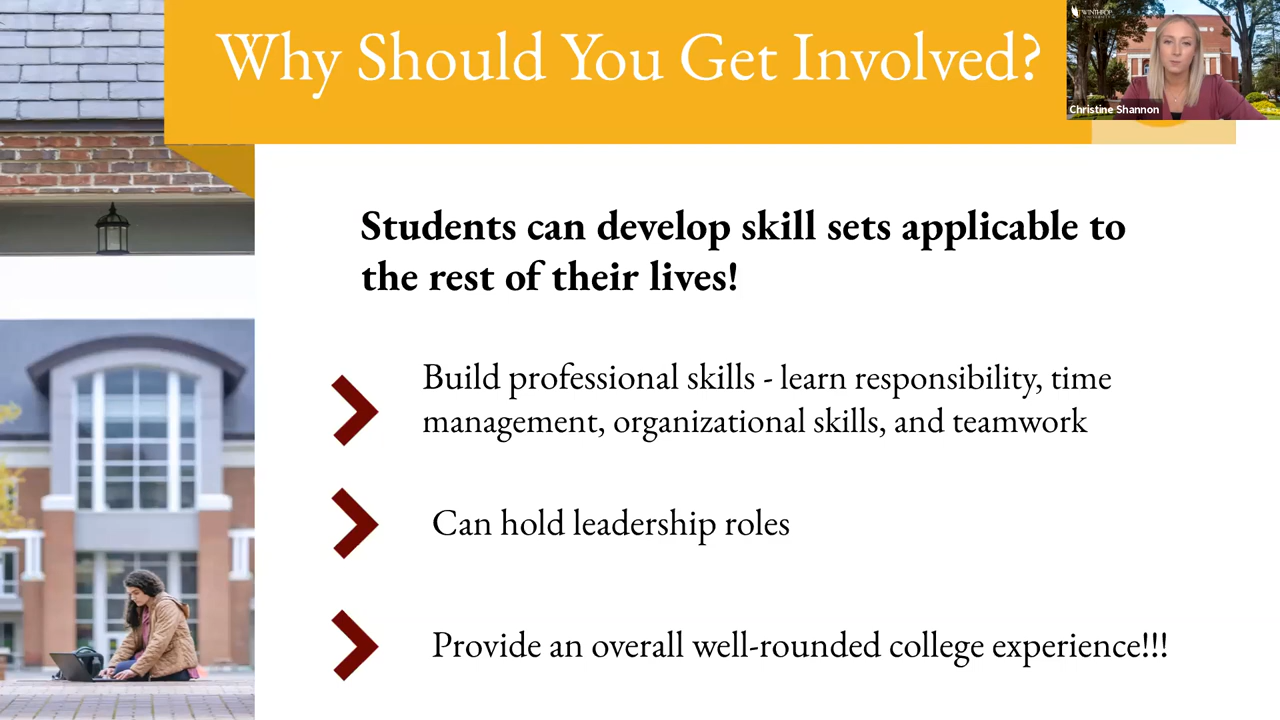 Why Should You Get Involved?
WINTHROP
UNIVERSITY
Christine Shannon
Students can develop skill sets applicable to
the rest of their lives!
Build professional skills - learn responsibility, time
management, organizational skills, and teamwork
Can hold leadership roles
Provide an overall well-rounded college experience!!!